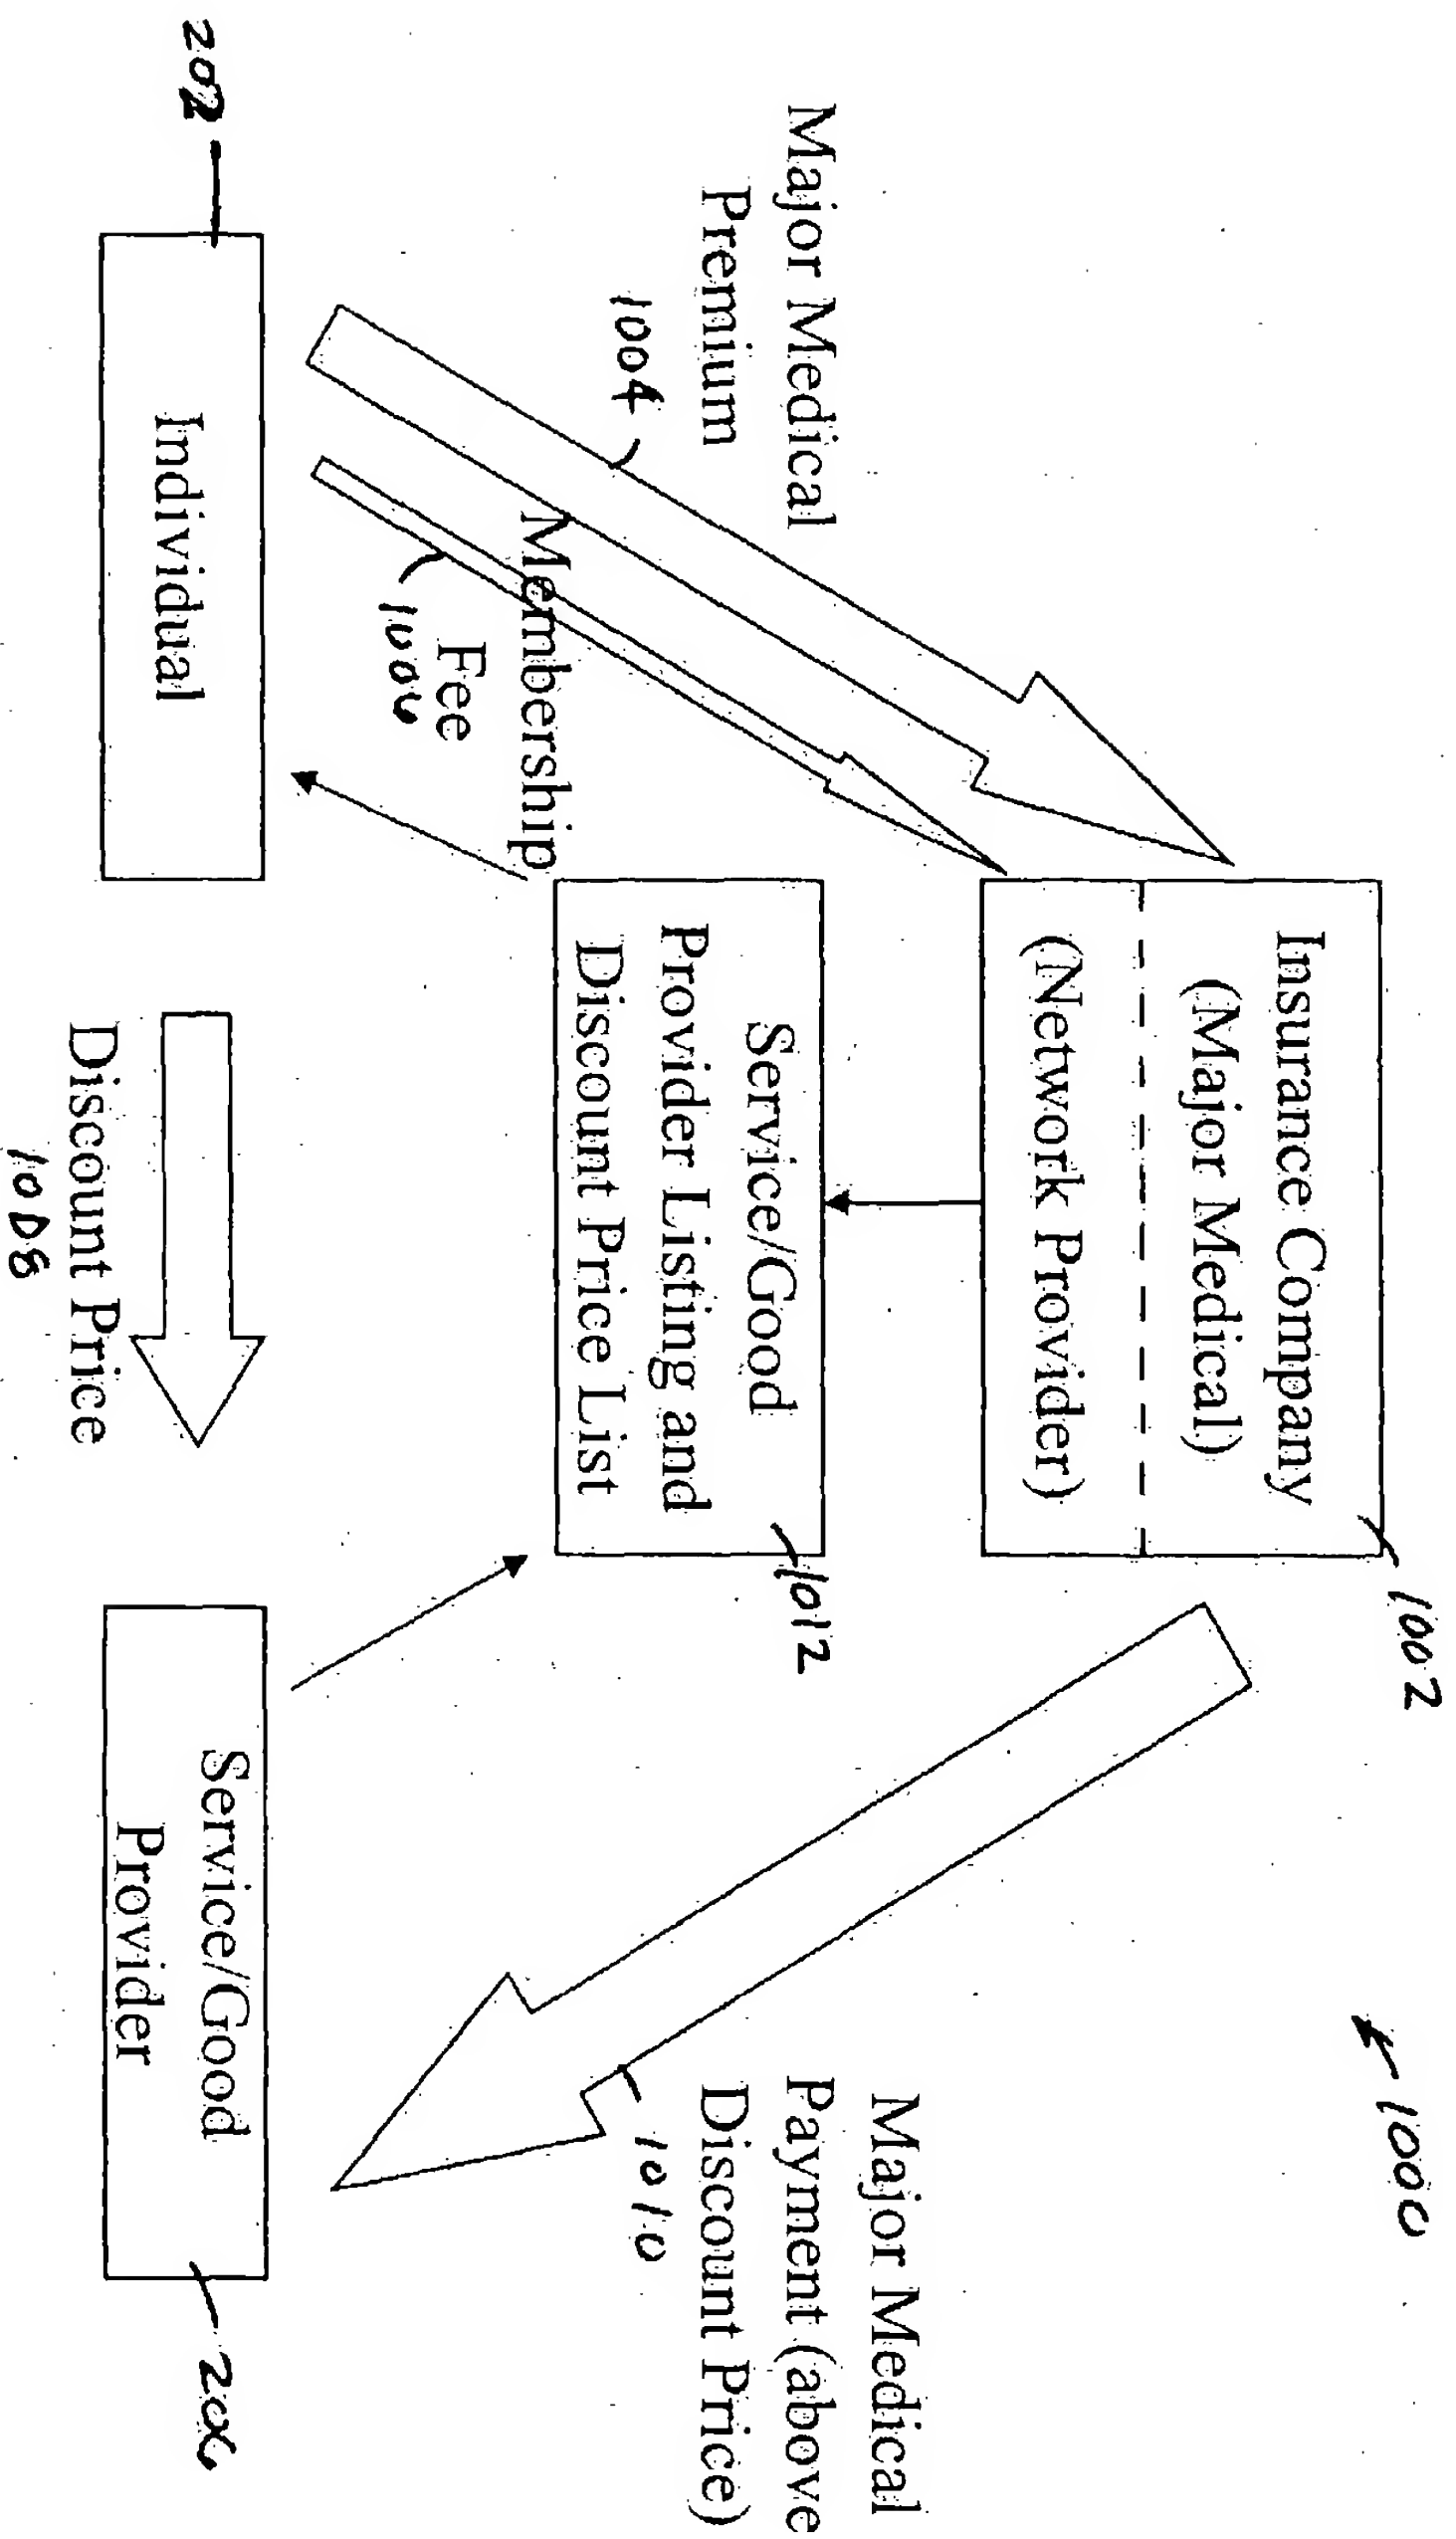 1000
Insurance Company
(Major Medical)
(Network Provider)
1002
Major Medical
Premium
1004
Membership
Fee
1006
Service/Good
Provider Listing and
Discount Price List
1012
Major Medical
Payment (above
Discount Price)
1010
202
Individual
Discount Price
1008
Service/Good
Provider
206